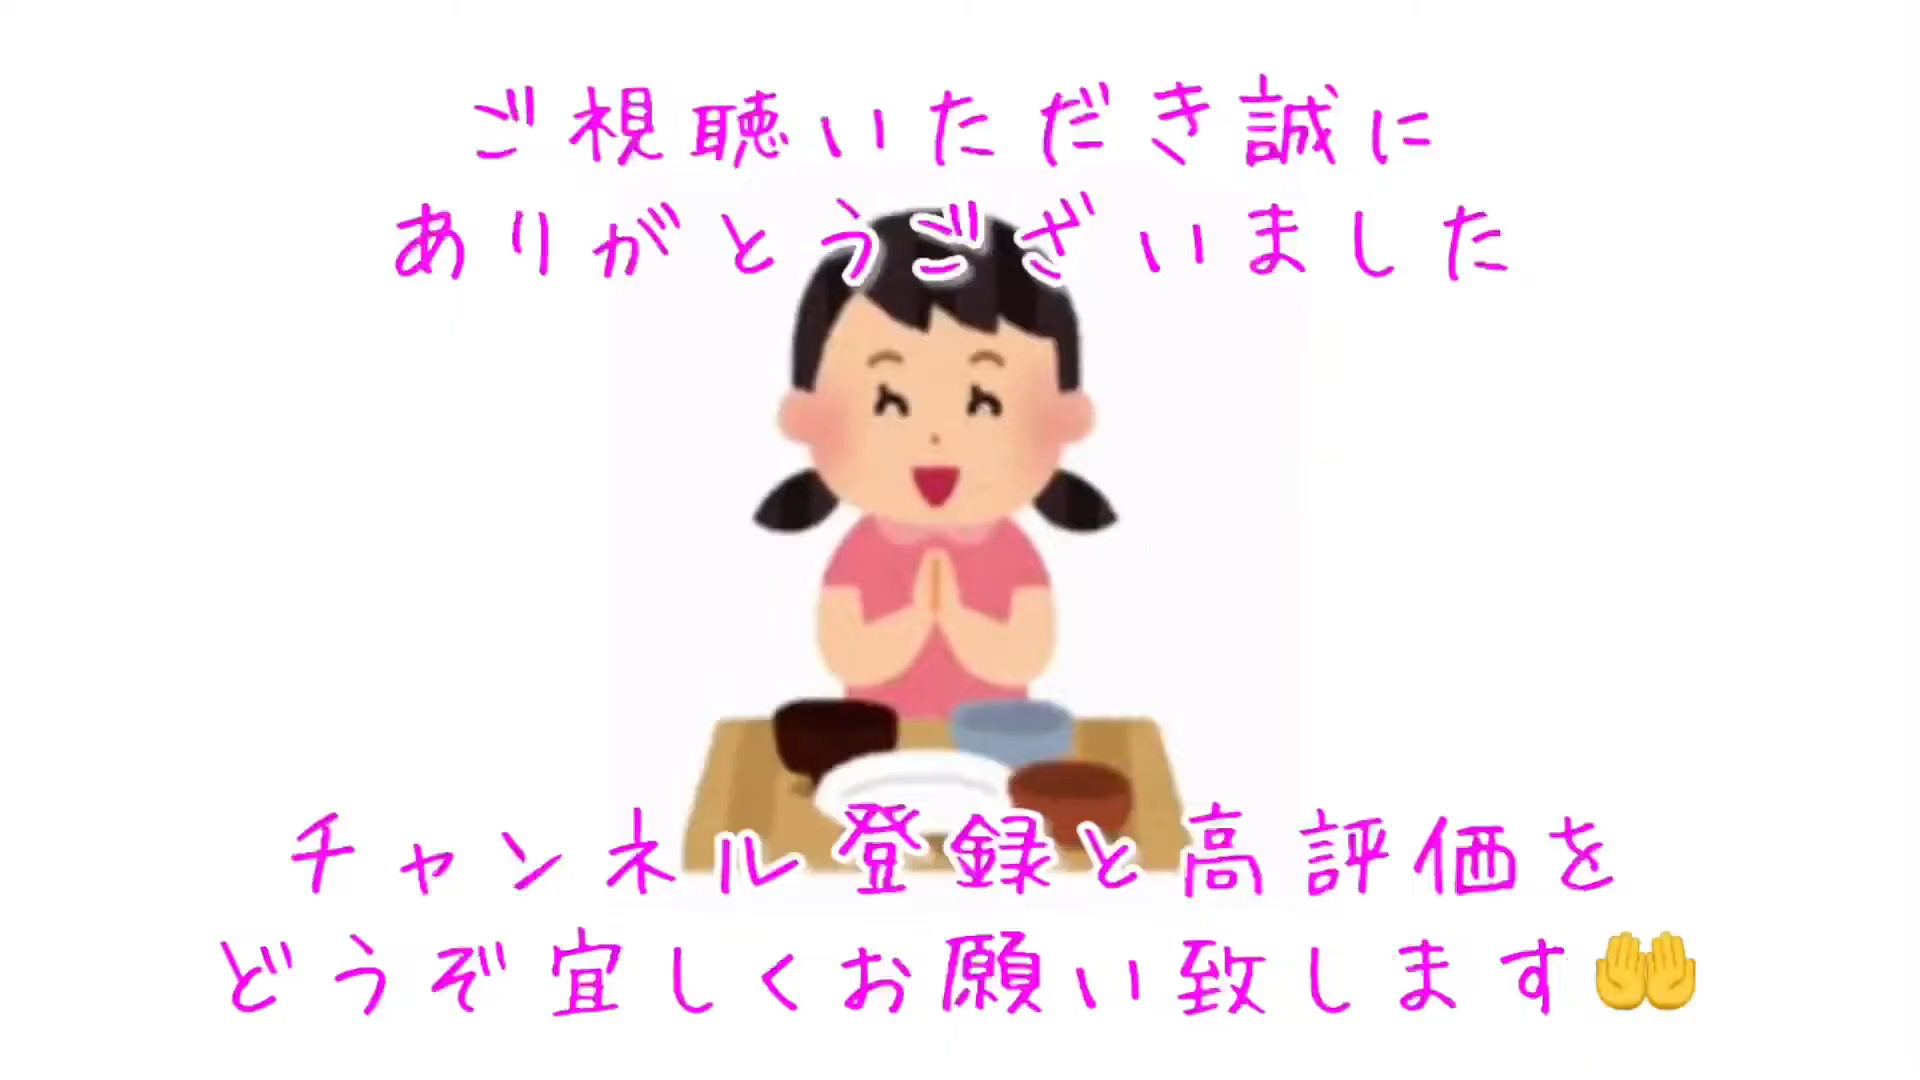 ご視聴いただき誠に
ありがとうございました
チャンネル登録と高評価を
どうぞ宜しくお願い致します🤲